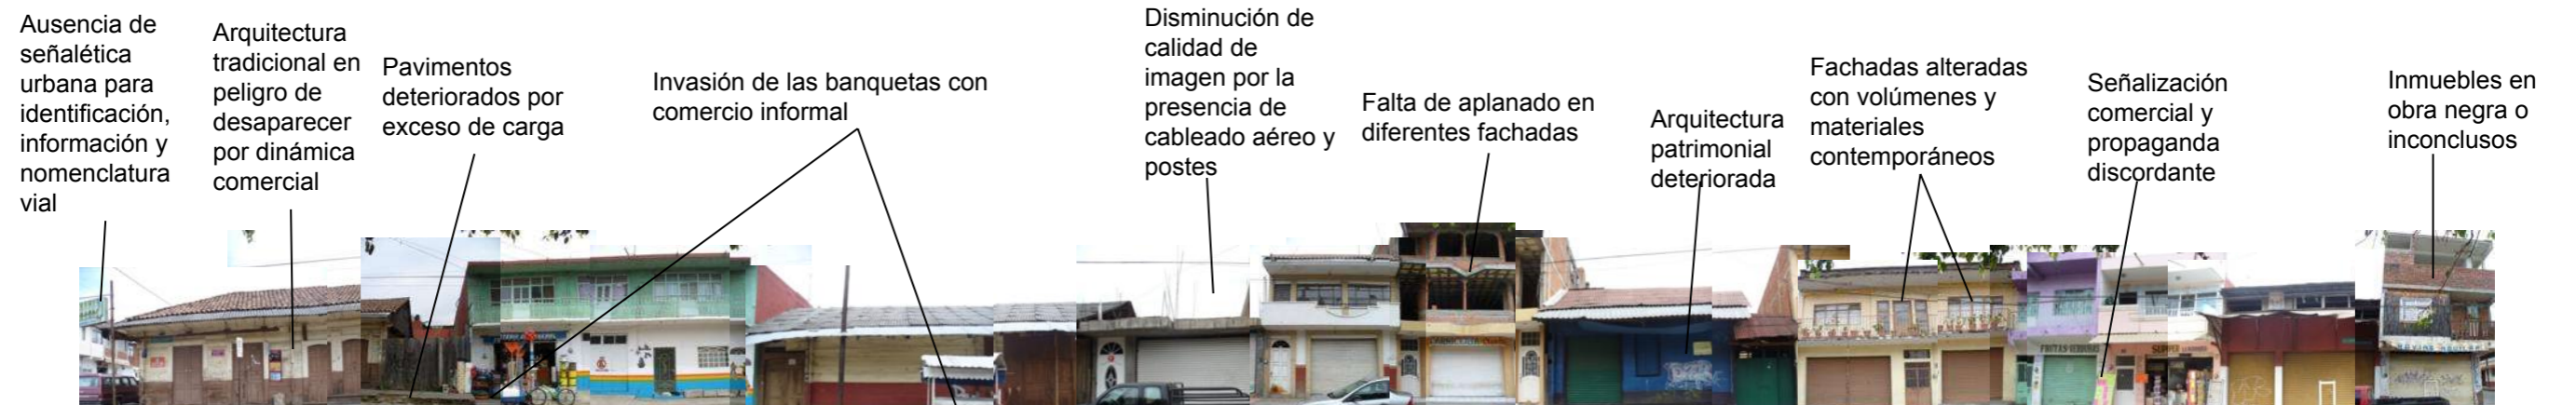 Ausencia de
señalética
urbana para
identificación,
información y
nomenclatura
vial
Arquitectura
tradicional en
peligro de
desaparecer
por dinámica
comercial
Pavimentos
deteriorados por
exceso de carga
Invasión de las banquetas con
comercio informal
Disminución de
calidad de
imagen por la
presencia de
cableado aéreo y
postes
Falta de aplanado en
diferentes fachadas
Arquitectura
patrimonial
deteriorada
Fachadas alteradas
con volúmenes y
materiales
contemporáneos
Señalización
comercial y
propaganda
discordante
Inmuebles en
obra negra o
inconclusos